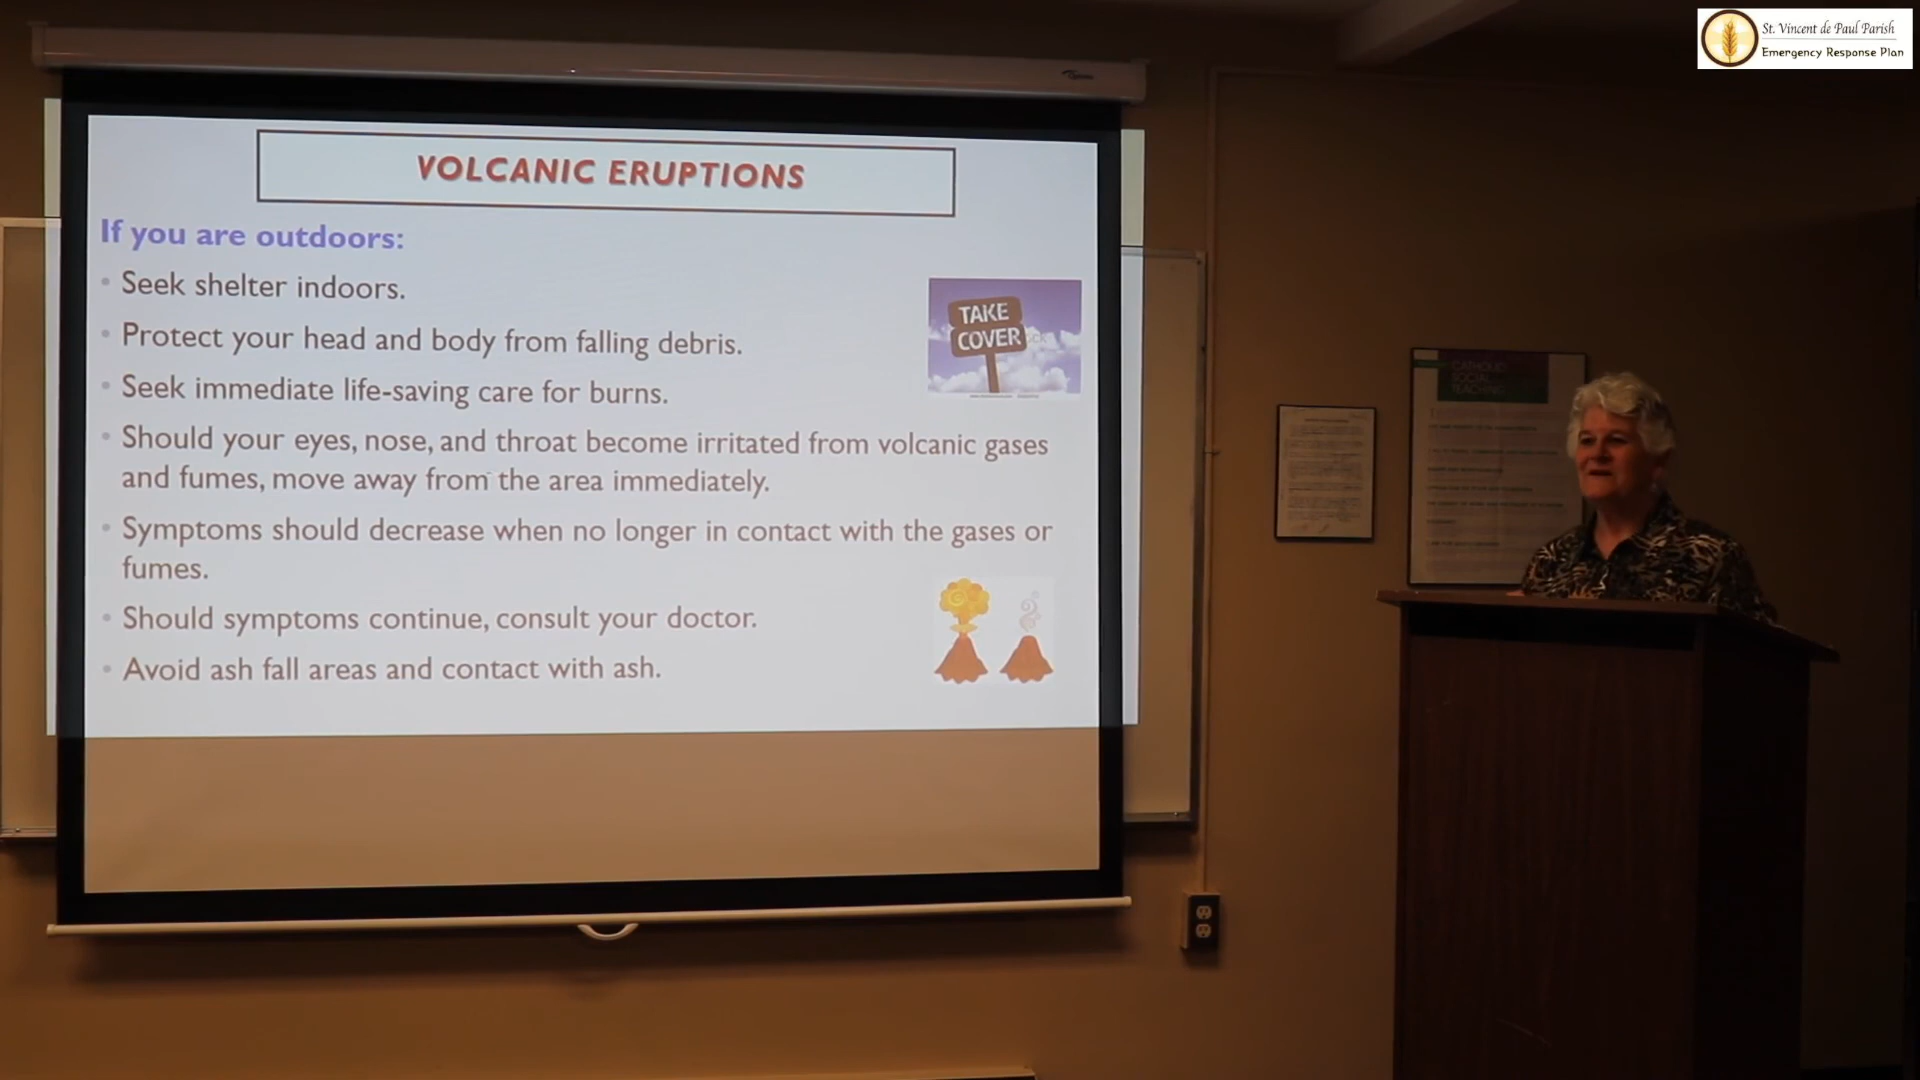 St. Vincent de Paul Parish
Emergency Response Plan
VOLCANIC ERUPTIONS
If you are outdoors:
• Seek shelter indoors.
• Protect your head and body from falling debris.
• Seek immediate life-saving care for burns.
• Should your eyes, nose, and throat become irritated from volcanic gases
and fumes, move away from the area immediately.
• Symptoms should decrease when no longer in contact with the gases or
fumes.
• Should symptoms continue, consult your doctor.
• Avoid ash fall areas and contact with ash.
TAKE
COVER
CATHOLIC
SOCIAL
TEACHING